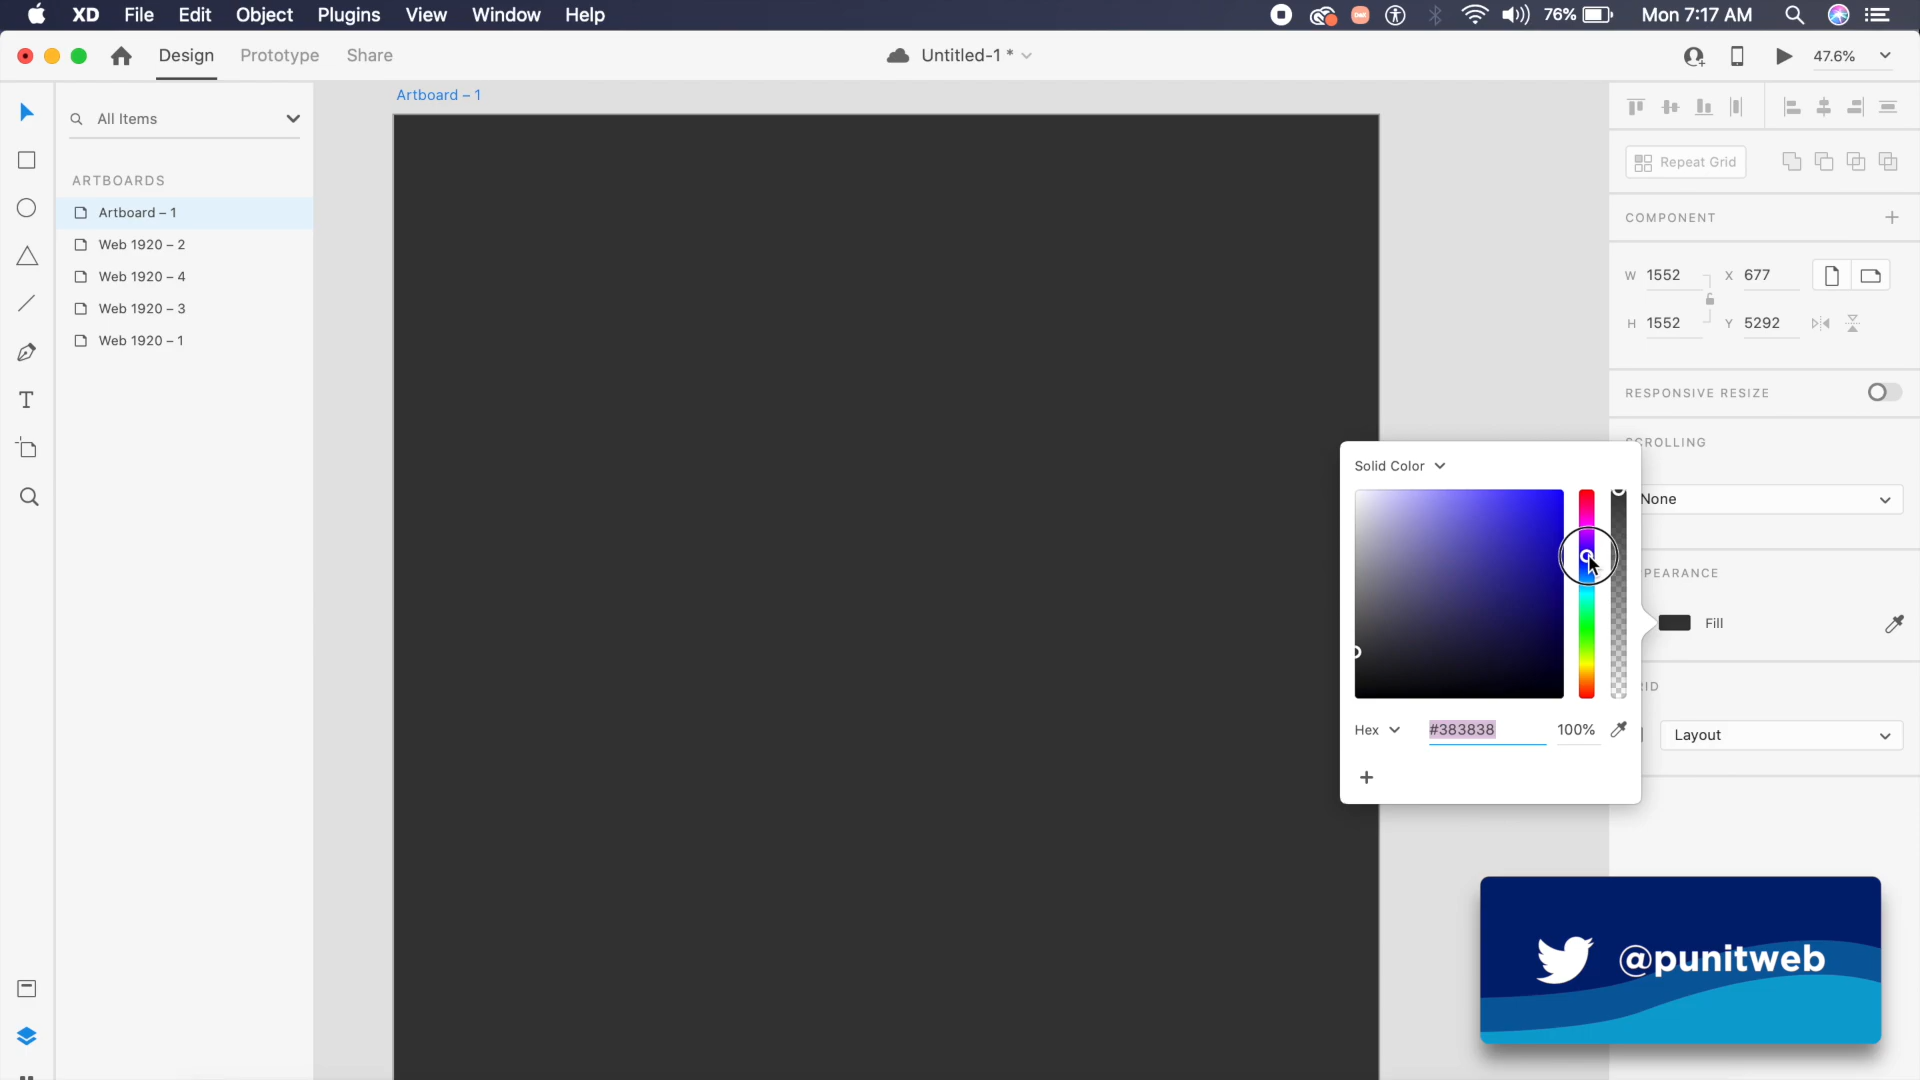 XD File Edit Object Plugins View Window Help
76% Mon 7:17 AM
Design Prototype Share
Untitled-1 *
47.6%
All Items
ARTBOARDS
Artboard – 1
Web 1920 – 2
Web 1920 – 4
Web 1920 – 3
Web 1920 – 1
Artboard – 1
Repeat Grid
COMPONENT
W 1552 X 677
H 1552 Y 5292
RESPONSIVE RESIZE
SCROLLING
None
PEARANCE
Fill
ID
Layout
Solid Color
Hex #383838 100%
@punitweb